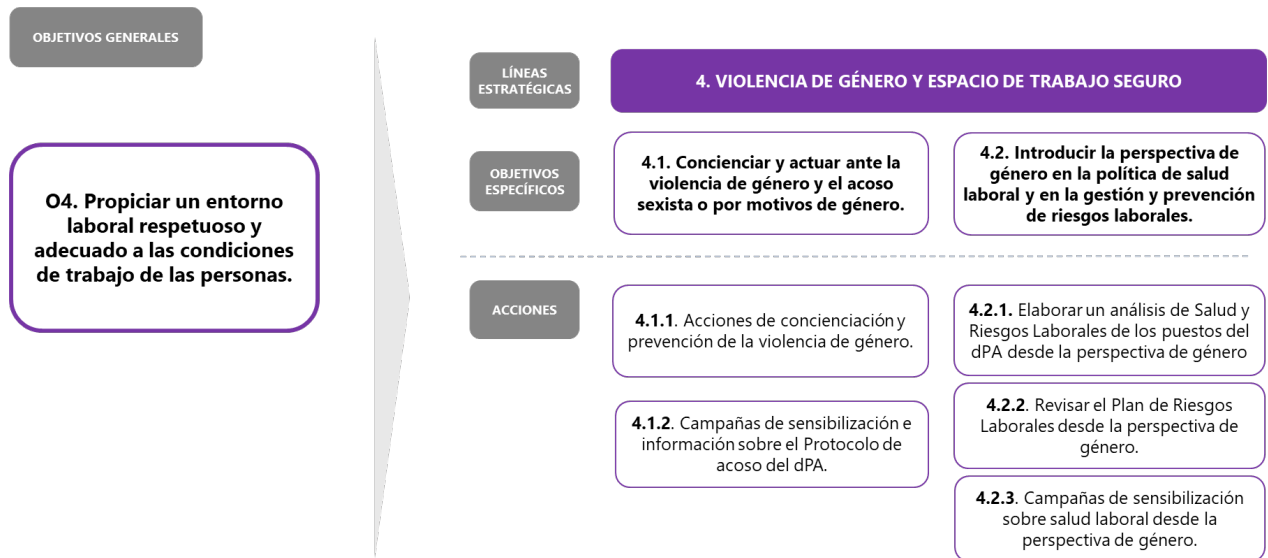 OBJETIVOS GENERALES
O4. Propiciar un entorno
laboral respetuoso y
adecuado a las condiciones
de trabajo de las personas.
LÍNEAS
ESTRATÉGICAS
4. VIOLENCIA DE GÉNERO Y ESPACIO DE TRABAJO SEGURO
OBJETIVOS
ESPECÍFICOS
4.1. Concienciar y actuar ante la
violencia de género y el acoso
sexista o por motivos de género.
4.2. Introducir la perspectiva de
género en la política de salud
laboral y en la gestión y prevención
de riesgos laborales.
ACCIONES
4.1.1. Acciones de concienciación y
prevención de la violencia de género.
4.1.2. Campañas de sensibilización e
información sobre el Protocolo de
acoso del dPA.
4.2.1. Elaborar un análisis de Salud y
Riesgos Laborales de los puestos del
dPA desde la perspectiva de género
4.2.2. Revisar el Plan de Riesgos
Laborales desde la perspectiva de
género.
4.2.3. Campañas de sensibilización
sobre salud laboral desde la
perspectiva de género.